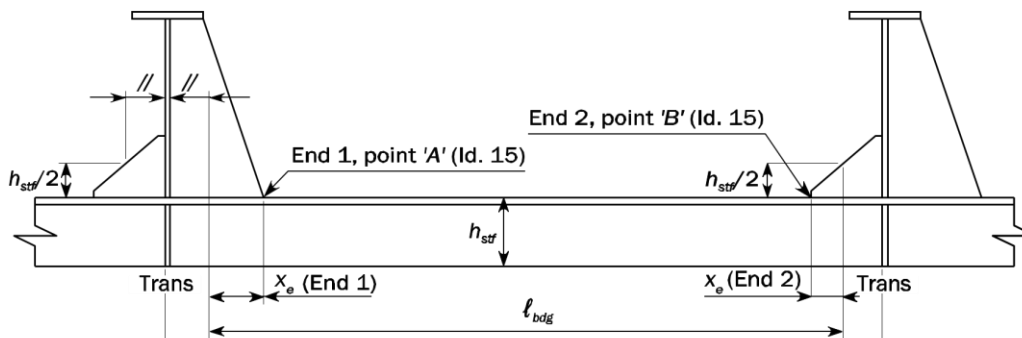 // //
End 2, point 'B' (Id. 15)
End 1, point 'A' (Id. 15)
h_stf/2
h_stf/2
h_stf
Trans
x_e (End 1)
x_e (End 2)
Trans
ℓ_bdg